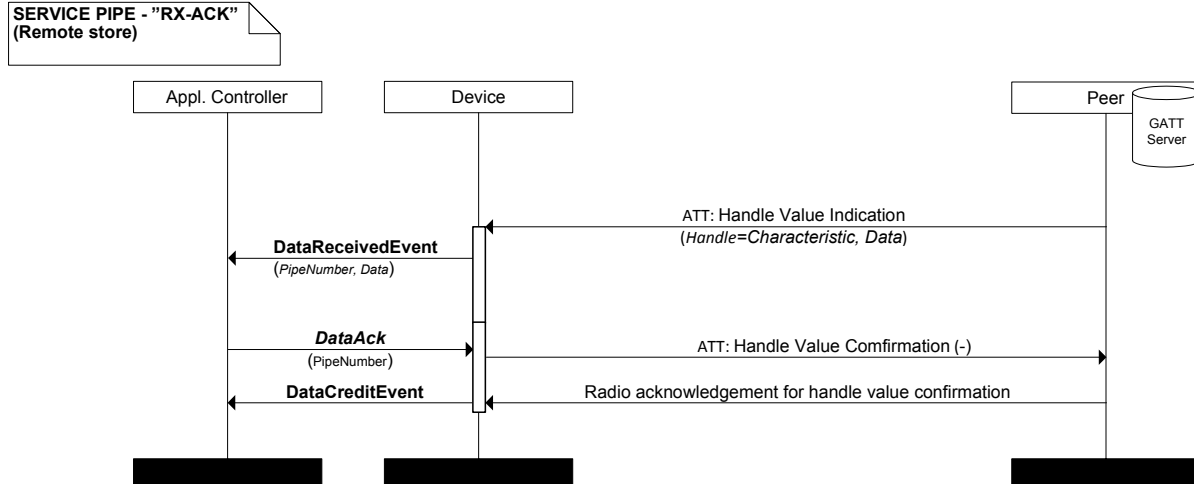 SERVICE PIPE - ”RX-ACK”
(Remote store)
Appl. Controller
Device
Peer
GATT
Server
ATT: Handle Value Indication
(Handle=Characteristic, Data)
DataReceivedEvent
(PipeNumber, Data)
DataAck
(PipeNumber)
ATT: Handle Value Comfirmation (-)
DataCreditEvent
Radio acknowledgement for handle value confirmation